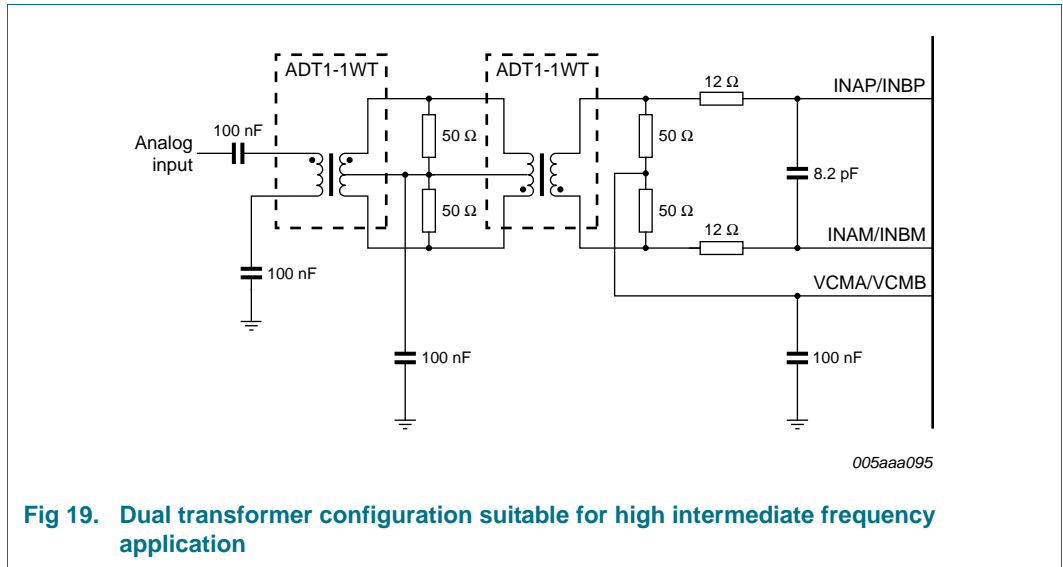 ADT1-1WT
ADT1-1WT
12 Ω
INAP/INBP
100 nF
Analog
input
50 Ω
50 Ω
8.2 pF
50 Ω
50 Ω
12 Ω
INAM/INBM
100 nF
VCMA/VCMB
100 nF
100 nF
005aaa095
Fig 19. Dual transformer configuration suitable for high intermediate frequency
application